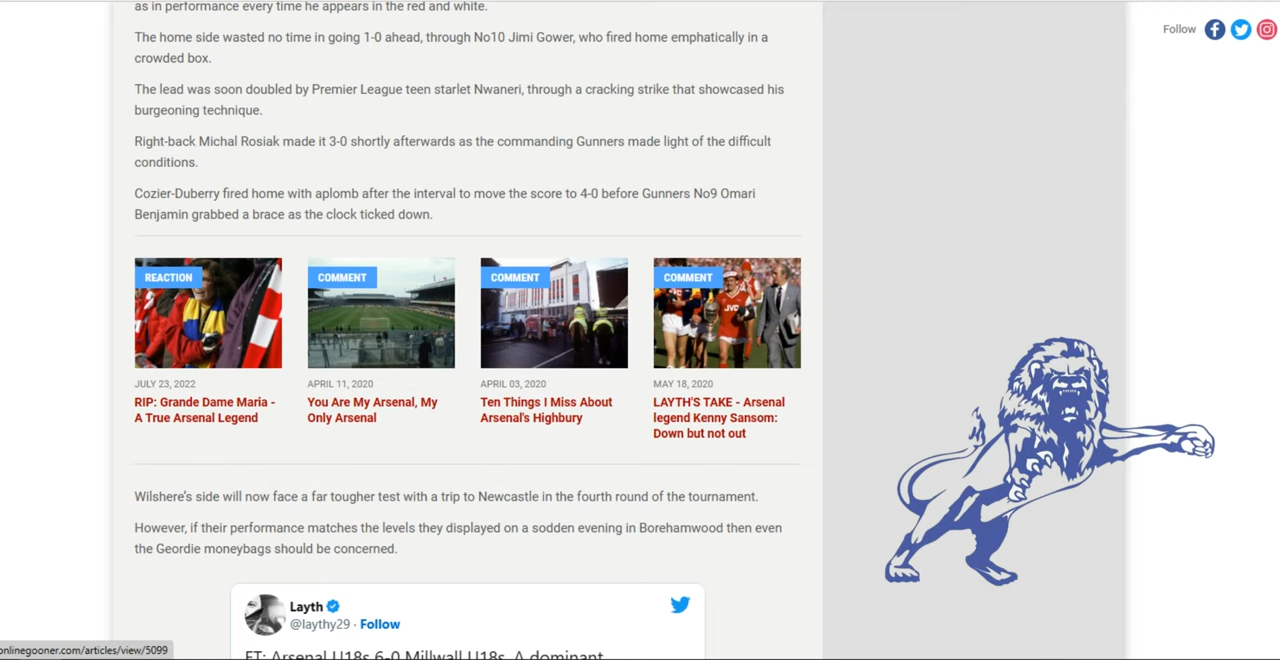 as in performance every time he appears in the red and white.
Follow
The home side wasted no time in going 1-0 ahead, through No10 Jimi Gower, who fired home emphatically in a
crowded box.
The lead was soon doubled by Premier League teen starlet Nwaneri, through a cracking strike that showcased his
burgeoning technique.
Right-back Michal Rosiak made it 3-0 shortly afterwards as the commanding Gunners made light of the difficult
conditions.
Cozier-Duberry fired home with aplomb after the interval to move the score to 4-0 before Gunners No9 Omari
Benjamin grabbed a brace as the clock ticked down.
REACTION
JULY 23, 2022
RIP: Grande Dame Maria -
A True Arsenal Legend
COMMENT
APRIL 11, 2020
You Are My Arsenal, My
Only Arsenal
COMMENT
APRIL 03, 2020
Ten Things I Miss About
Arsenal's Highbury
COMMENT
JVC
MAY 18, 2020
LAYTH'S TAKE - Arsenal
legend Kenny Sansom:
Down but not out
Wilshere's side will now face a far tougher test with a trip to Newcastle in the fourth round of the tournament.
However, if their performance matches the levels they displayed on a sodden evening in Borehamwood then even
the Geordie moneybags should be concerned.
Layth
@laythy29 · Follow
FT: Arsenal U18s 6-0 Millwall U18s. A dominant
onlinegooner.com/articles/view/5099